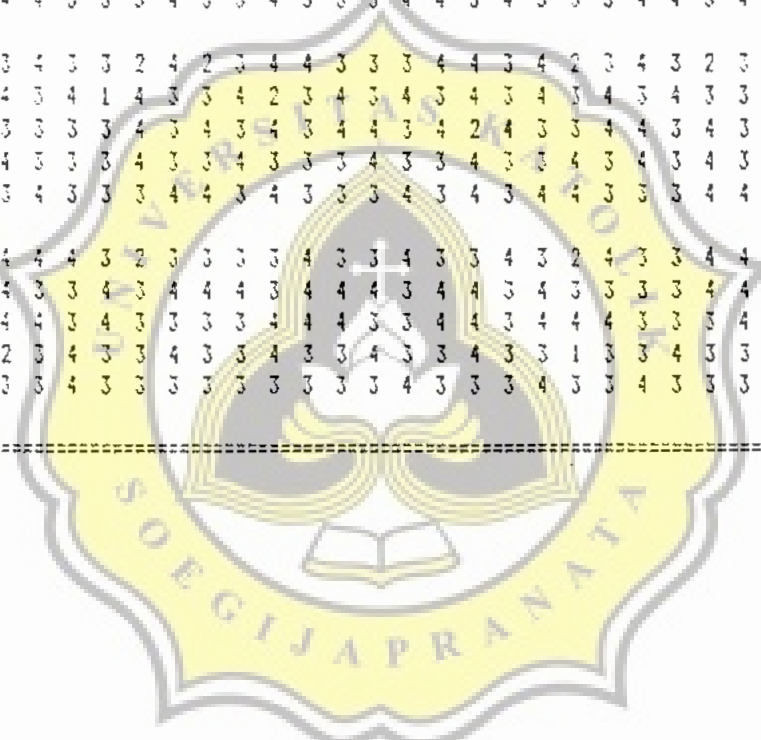 3 4 3 3 2 4 2 3 4 4 3 3 3 4 4 3 4 2 3 4 3 2 3
4 3 4 1 4 3 3 4 2 3 4 3 4 3 4 3 4 3 4 3 4 3 3
3 3 3 3 4 3 4 3 4 3 4 4 3 4 2 4 3 3 4 4 3 4 3
4 3 3 3 4 3 3 4 3 3 3 4 3 3 4 3 3 4 3 4 3 4 3
3 4 3 3 3 4 4 3 4 3 3 3 4 3 4 3 4 4 3 3 3 4 4
4 4 4 3 2 3 3 3 3 4 3 3 4 3 3 4 3 2 4 3 3 4 4
4 3 3 4 3 4 4 4 3 4 4 4 3 4 4 3 4 3 3 3 3 4 4
4 4 3 4 3 3 3 3 4 4 4 3 3 4 4 3 4 4 4 3 3 3 4
2 3 4 3 3 4 3 3 4 3 3 4 3 3 4 3 3 1 3 3 4 3 3
3 3 4 3 3 3 3 3 3 3 3 3 4 3 3 3 4 3 3 4 3 3 3
UNIVERSITAS KATOLIK
SOEGIJAPRANATA